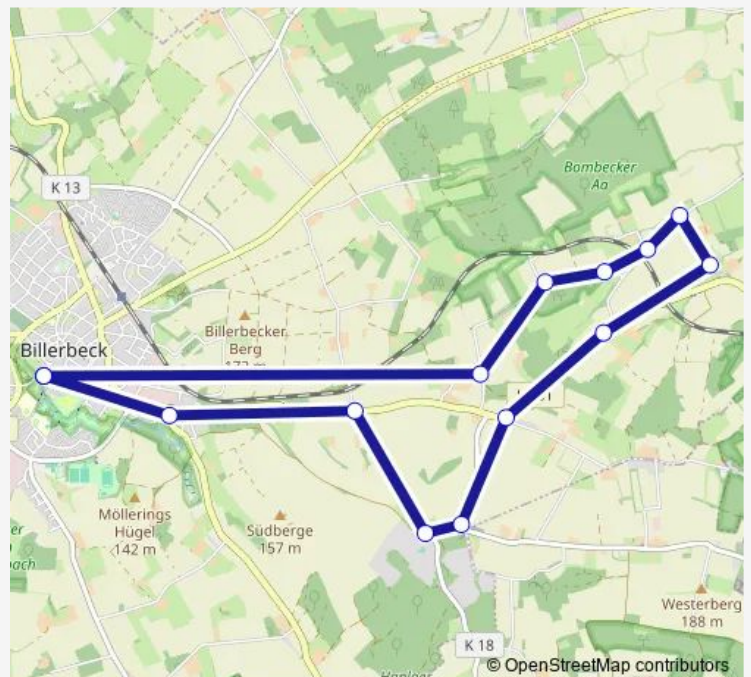 Bombecker
Aa
K 13
Billerbecker
Berg
Billerbeck
Möllerings
Hügel
142 m
Südberge
157 m
Westerberg
188 m
K 18
© OpenStreetMap contributors